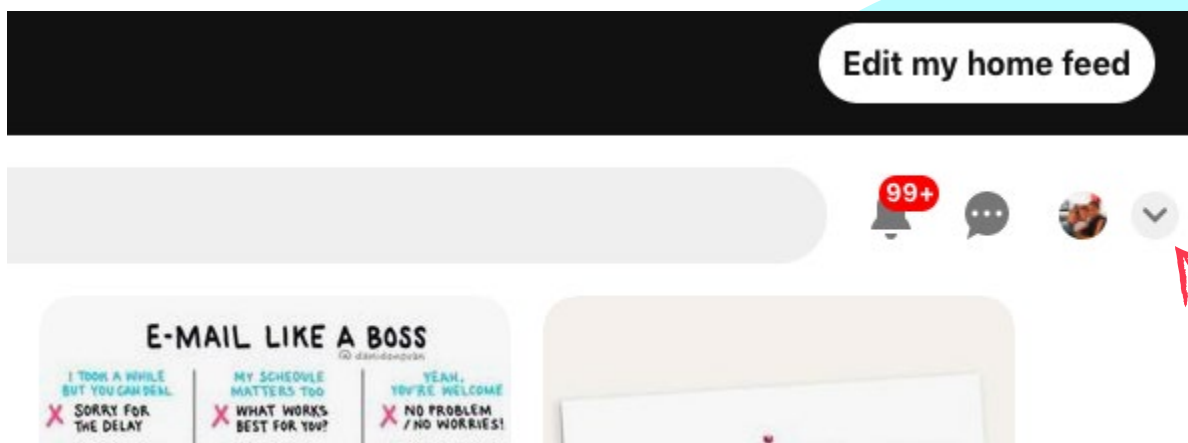 Edit my home feed
99+
E-MAIL LIKE A BOSS
@danidonovan
I TOOK A WHILE
BUT YOU CAN DEAL
X SORRY FOR
THE DELAY
MY SCHEDULE
MATTERS TOO
X WHAT WORKS
BEST FOR YOU?
YEAH,
YOU'RE WELCOME
X NO PROBLEM
/NO WORRIES!